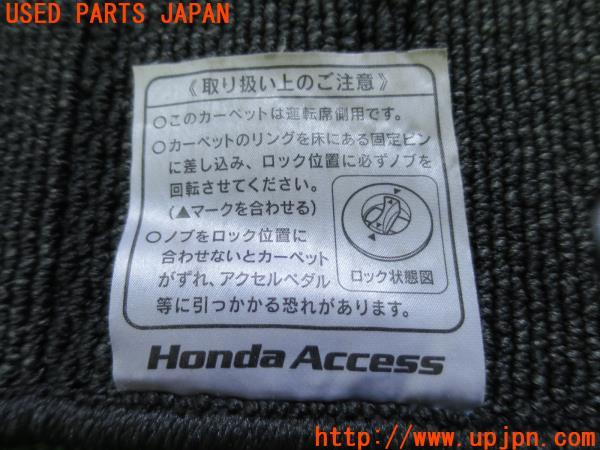 USED PARTS JAPAN
《取り扱い上のご注意》
○このカーペットは運転席側用です。
○カーペットのリングを床にある固定ピン
に差し込み、ロック位置に必ずノブを
回転させてください。
(▲マークを合わせる)
○ノブをロック位置に
合わせないとカーペット
がずれ、アクセルペダル
等に引っかかる恐れがあります。
ロック状態図
Honda Access
http://www.upjpn.com